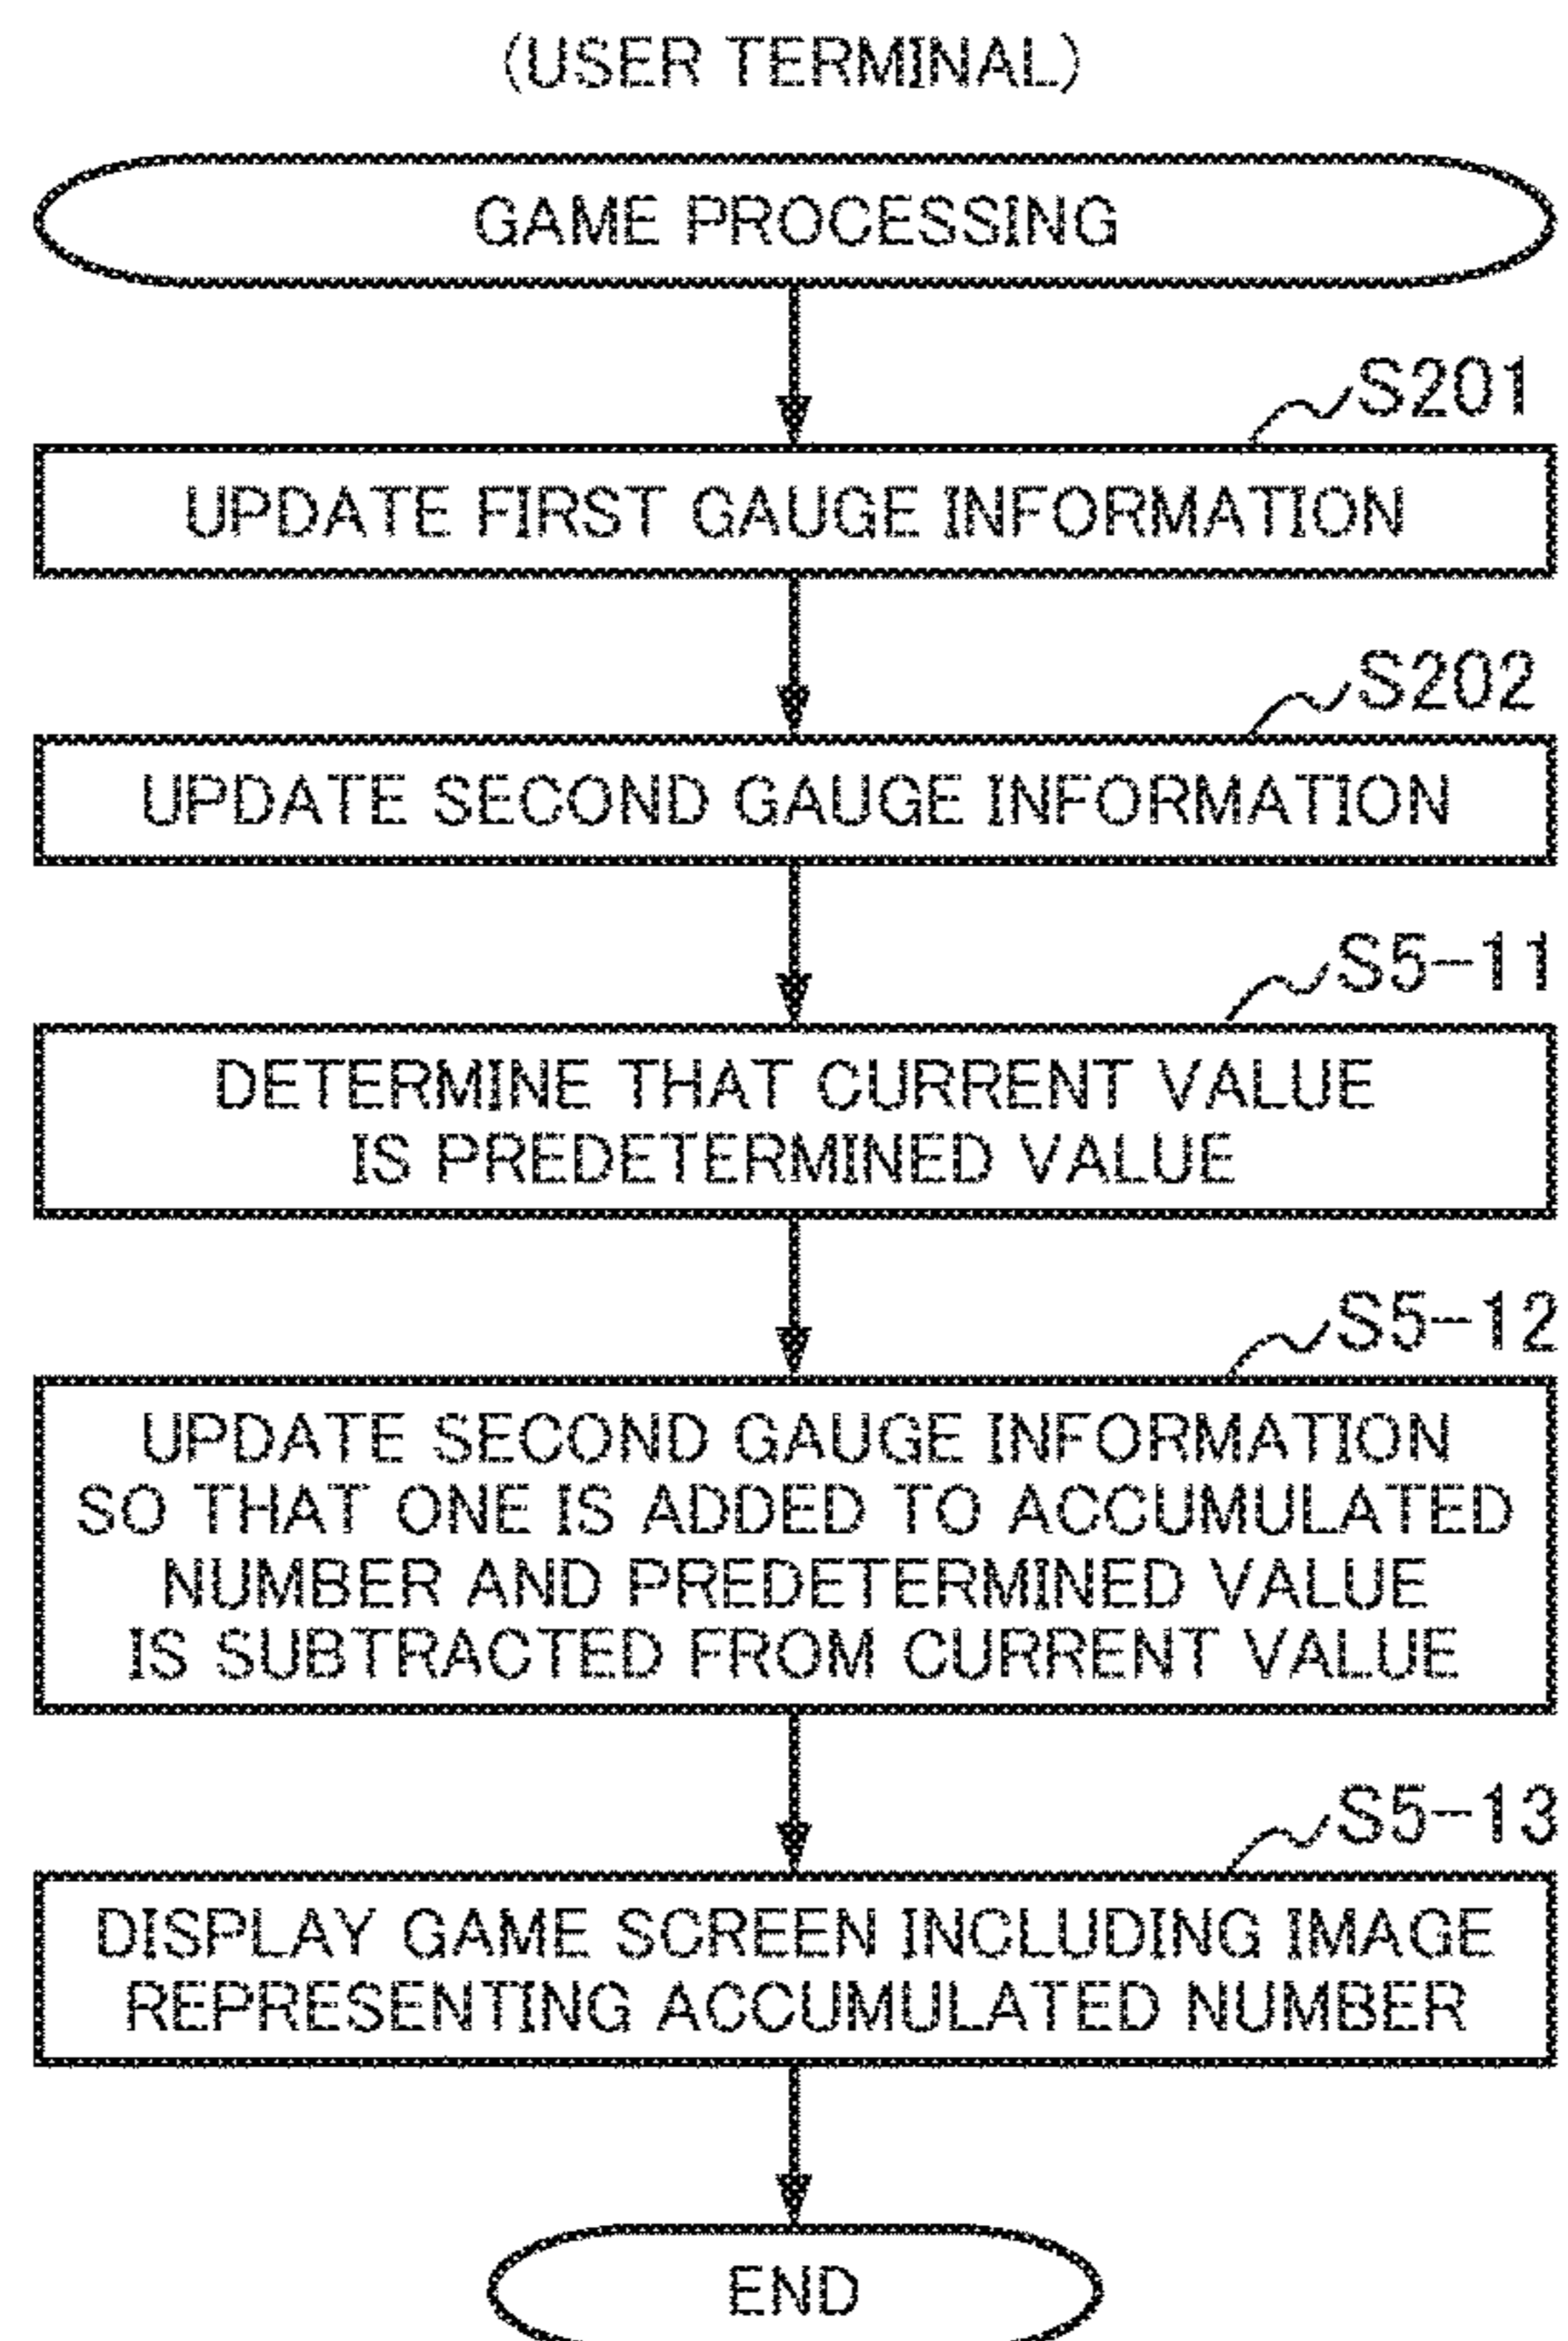 (USER TERMINAL)
GAME PROCESSING
S201
UPDATE FIRST GAUGE INFORMATION
S202
UPDATE SECOND GAUGE INFORMATION
S5-11
DETERMINE THAT CURRENT VALUE
IS PREDETERMINED VALUE
S5-12
UPDATE SECOND GAUGE INFORMATION
SO THAT ONE IS ADDED TO ACCUMULATED
NUMBER AND PREDETERMINED VALUE
IS SUBTRACTED FROM CURRENT VALUE
S5-13
DISPLAY GAME SCREEN INCLUDING IMAGE
REPRESENTING ACCUMULATED NUMBER
END